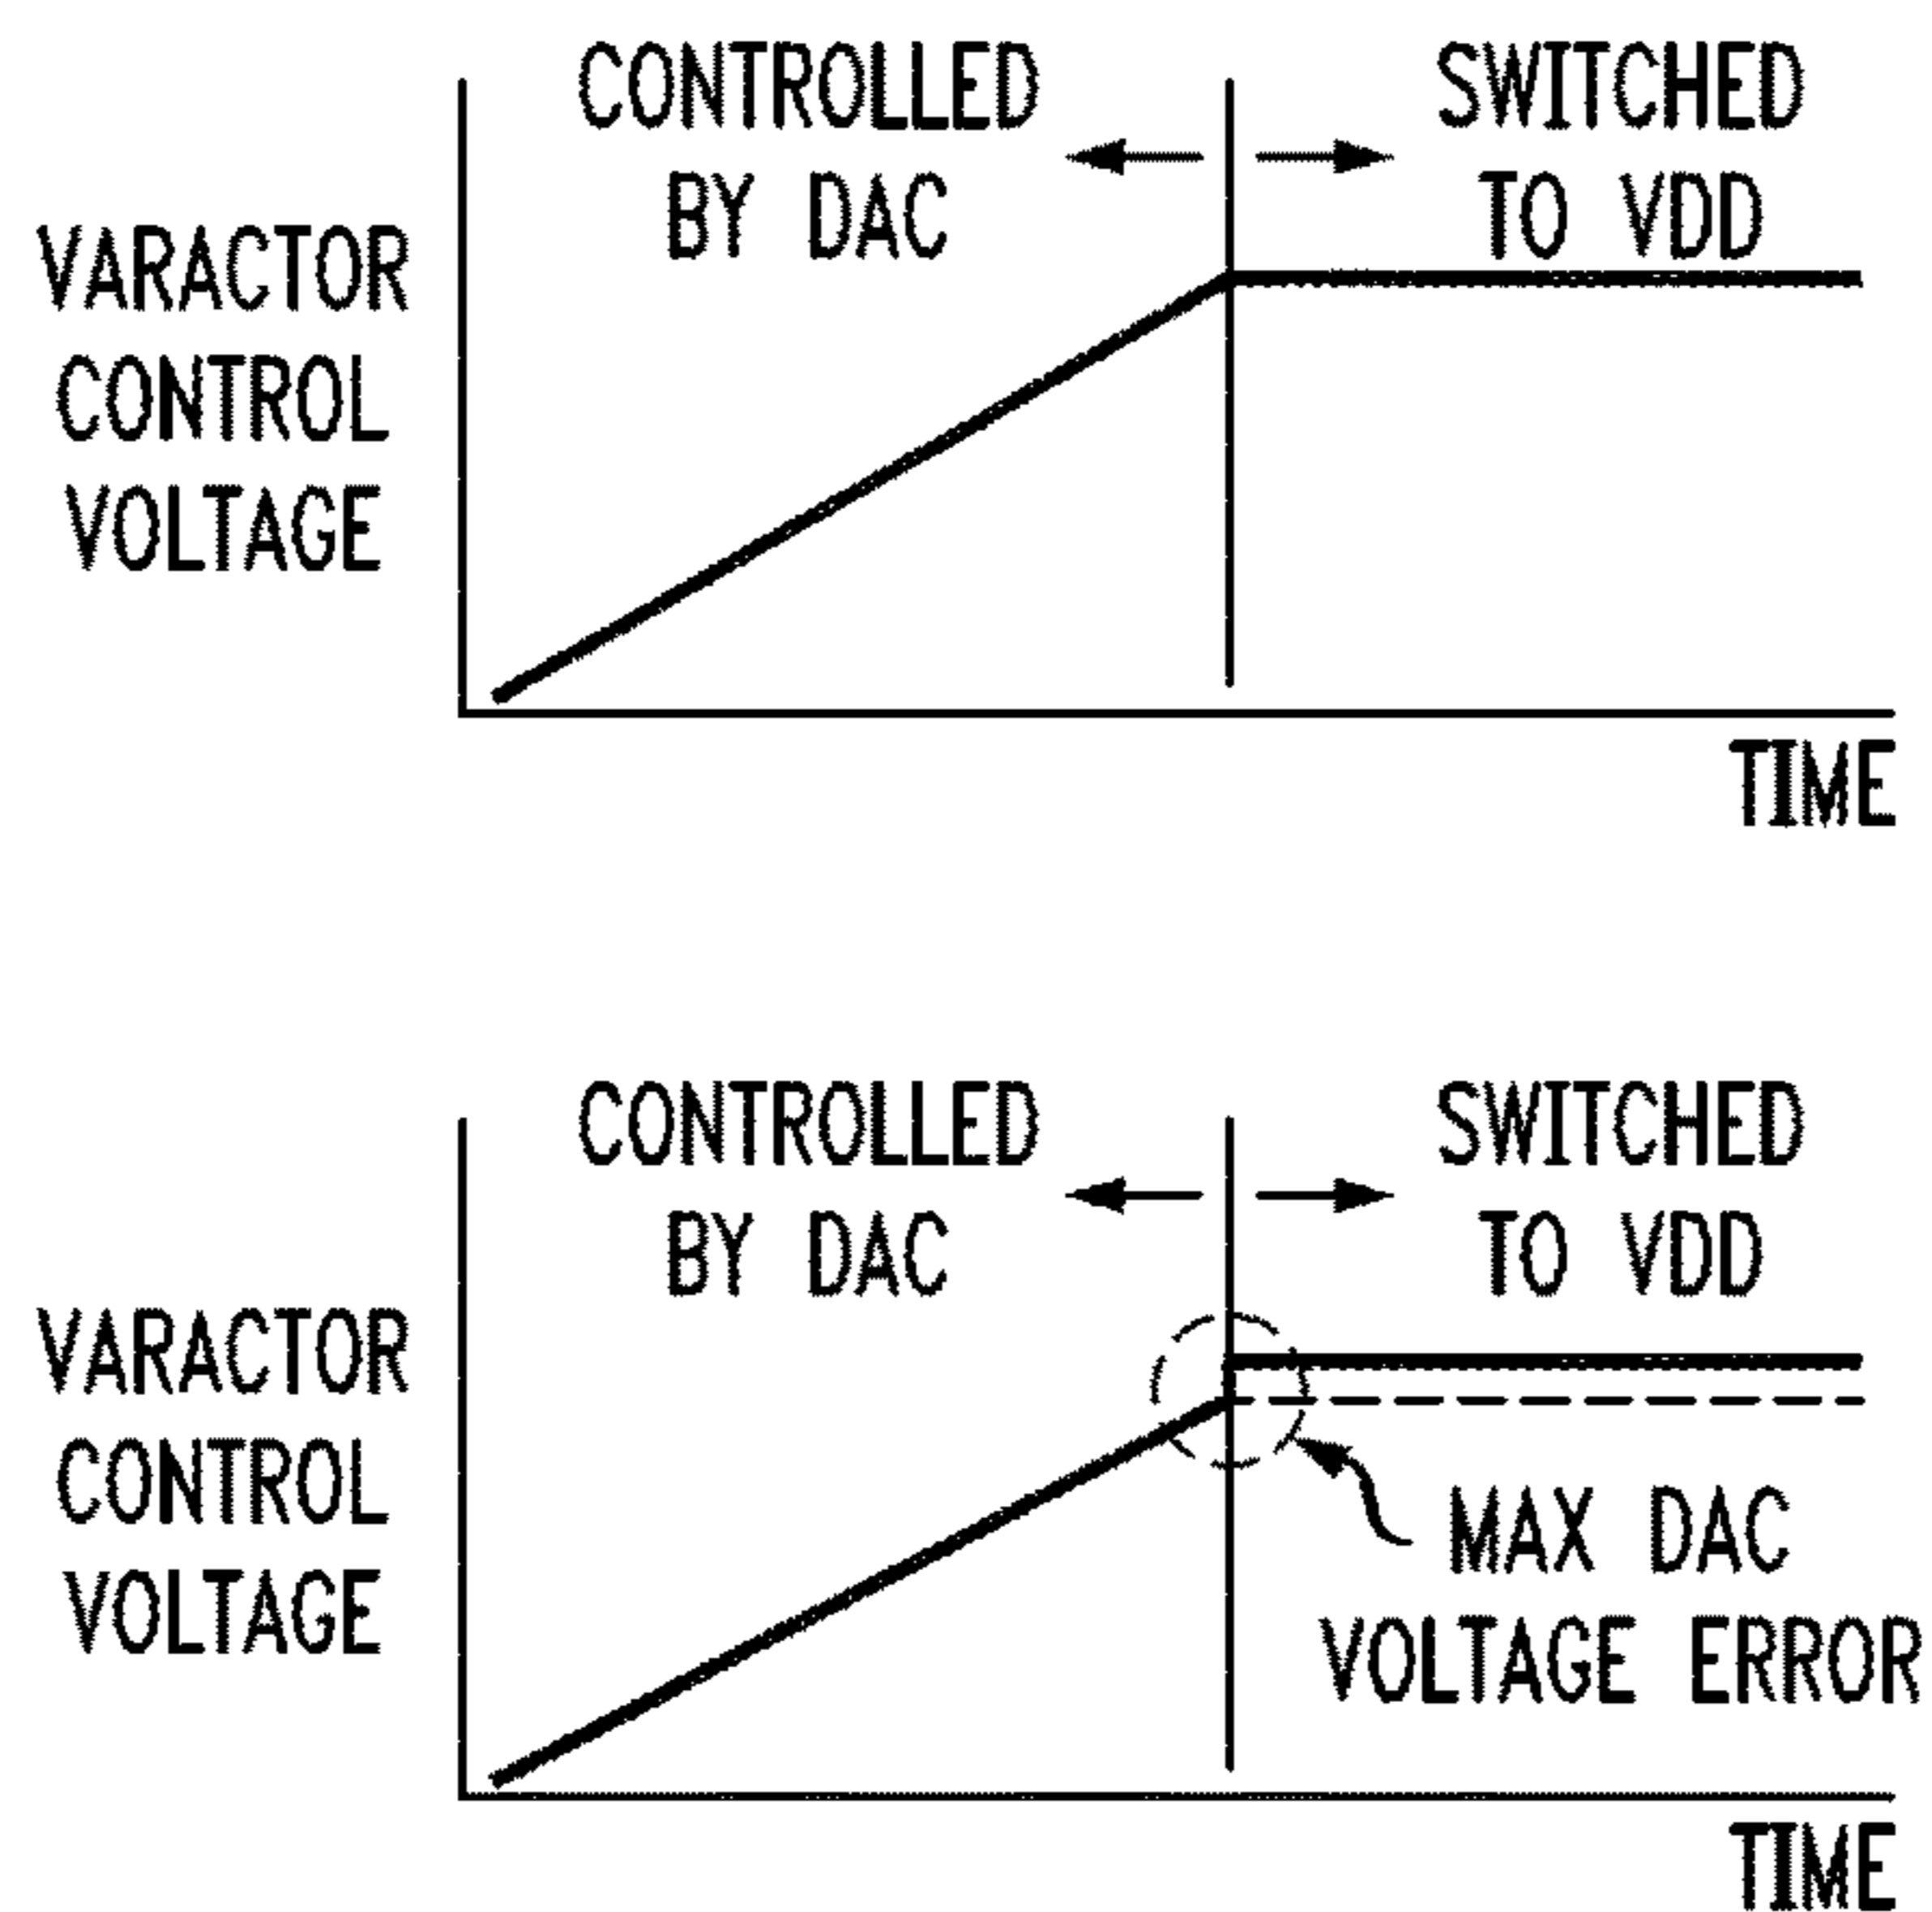 CONTROLLED
BY DAC
SWITCHED
TO VDD
VARACTOR
CONTROL
VOLTAGE
TIME
CONTROLLED
BY DAC
SWITCHED
TO VDD
VARACTOR
CONTROL
VOLTAGE
MAX DAC
VOLTAGE ERROR
TIME